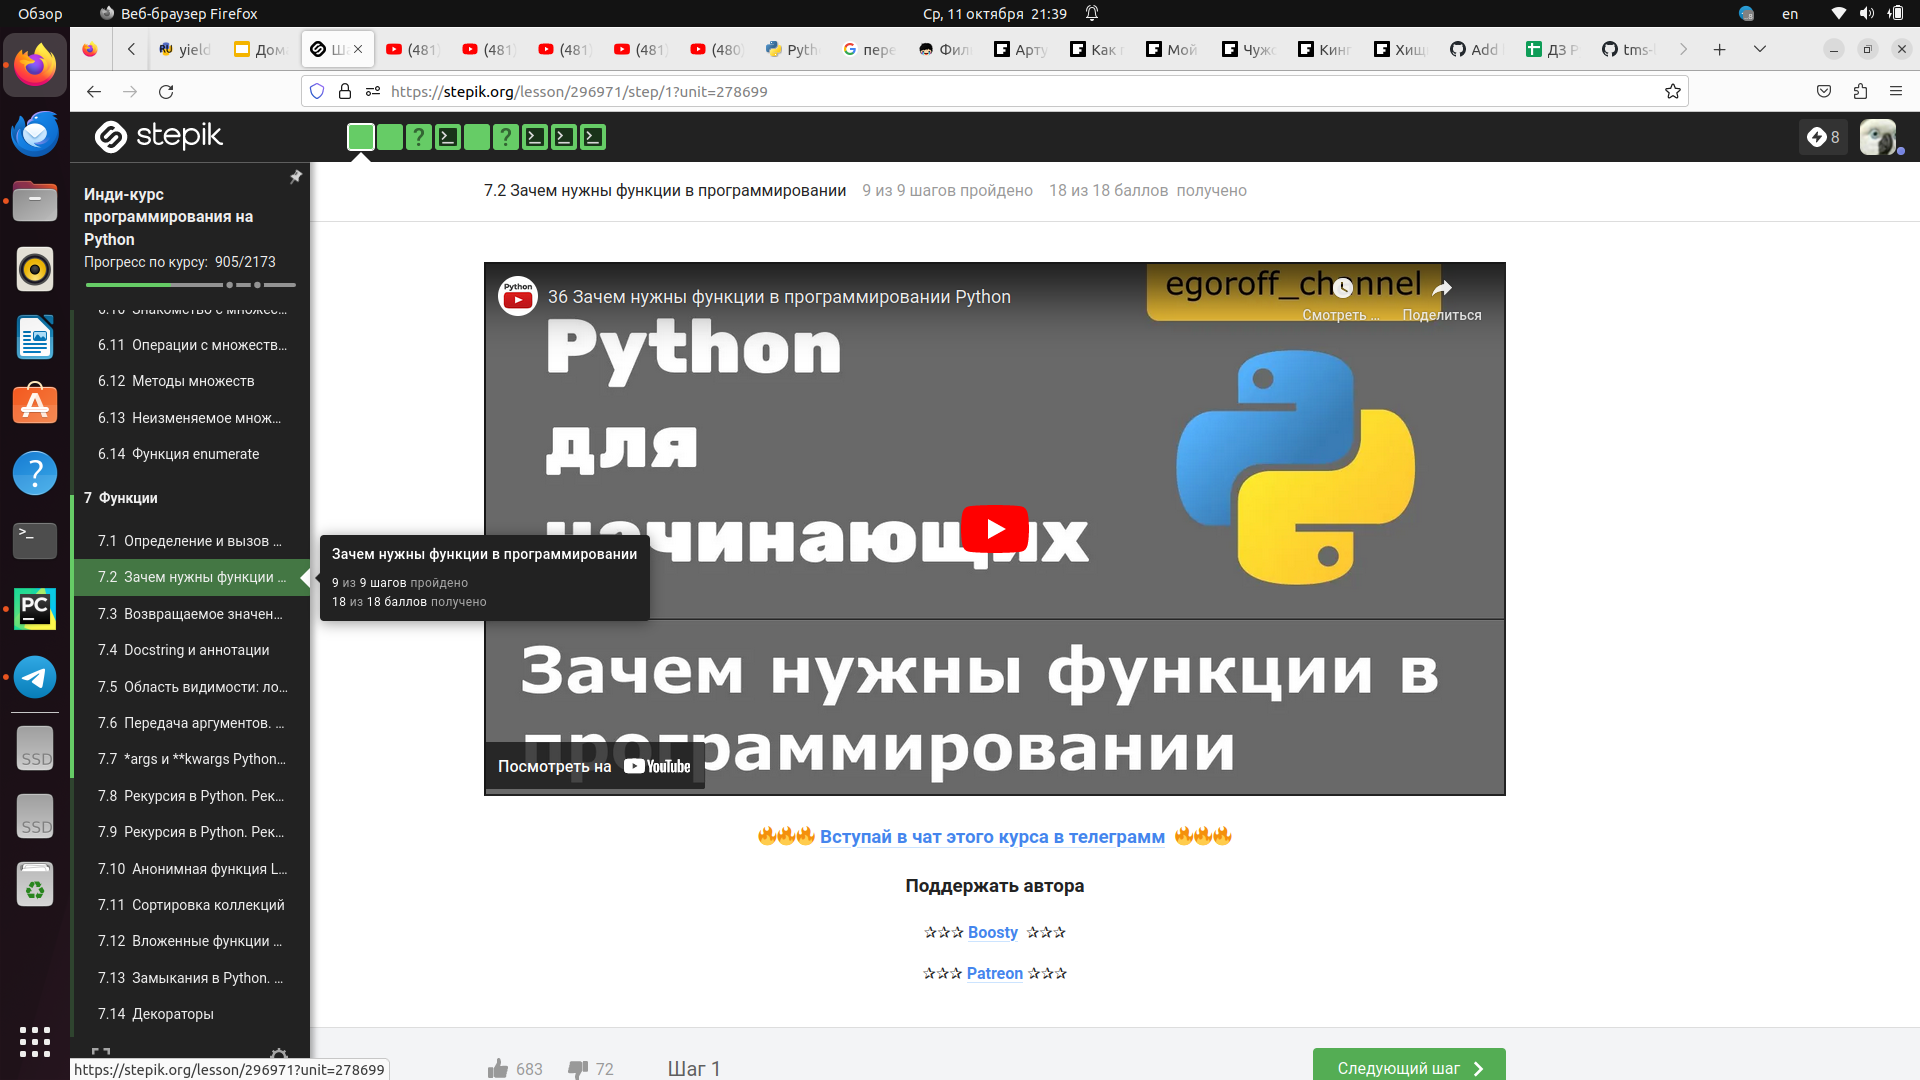 Обзор
Веб-браузер Firefox
Ср, 11 октября 21:39
en
yield
Дома
Ша
(481)
(481)
(481)
(481)
(480)
Pyth
пере
Фил
Арту
Как
Мой
Чужо
Кинг
Хищ
Add
ДЗ Р
tms-
https://stepik.org/lesson/296971/step/1?unit=278699
stepik
8
Инди-курс
программирования на
Python
Прогресс по курсу: 905/2173
6.10 Знакомство с множес...
6.11 Операции с множеств...
6.12 Методы множеств
6.13 Неизменяемое множ...
6.14 Функция enumerate
7 Функции
7.1 Определение и вызов ...
7.2 Зачем нужны функции ...
7.3 Возвращаемое значен...
7.4 Docstring и аннотации
7.5 Область видимости: ло...
7.6 Передача аргументов. ...
7.7 *args и **kwargs Python...
7.8 Рекурсия в Python. Рек...
7.9 Рекурсия в Python. Рек...
7.10 Анонимная функция L...
7.11 Сортировка коллекций
7.12 Вложенные функции ...
7.13 Замыкания в Python. ...
7.14 Декораторы
Зачем нужны функции в программировании
9 из 9 шагов пройдено
18 из 18 баллов получено
7.2 Зачем нужны функции в программировании 9 из 9 шагов пройдено 18 из 18 баллов получено
Python
36 Зачем нужны функции в программировании Python
egoroff_channel
Смотреть ...
Поделиться
Python
для
начинающих
Зачем нужны функции в
программировании
Посмотреть на YouTube
Вступай в чат этого курса в телеграмм
Поддержать автора
☆☆☆ Boosty ☆☆☆
☆☆☆ Patreon ☆☆☆
683
72
Шаг 1
Следующий шаг
PC
SSD
SSD
https://stepik.org/lesson/296971?unit=278699